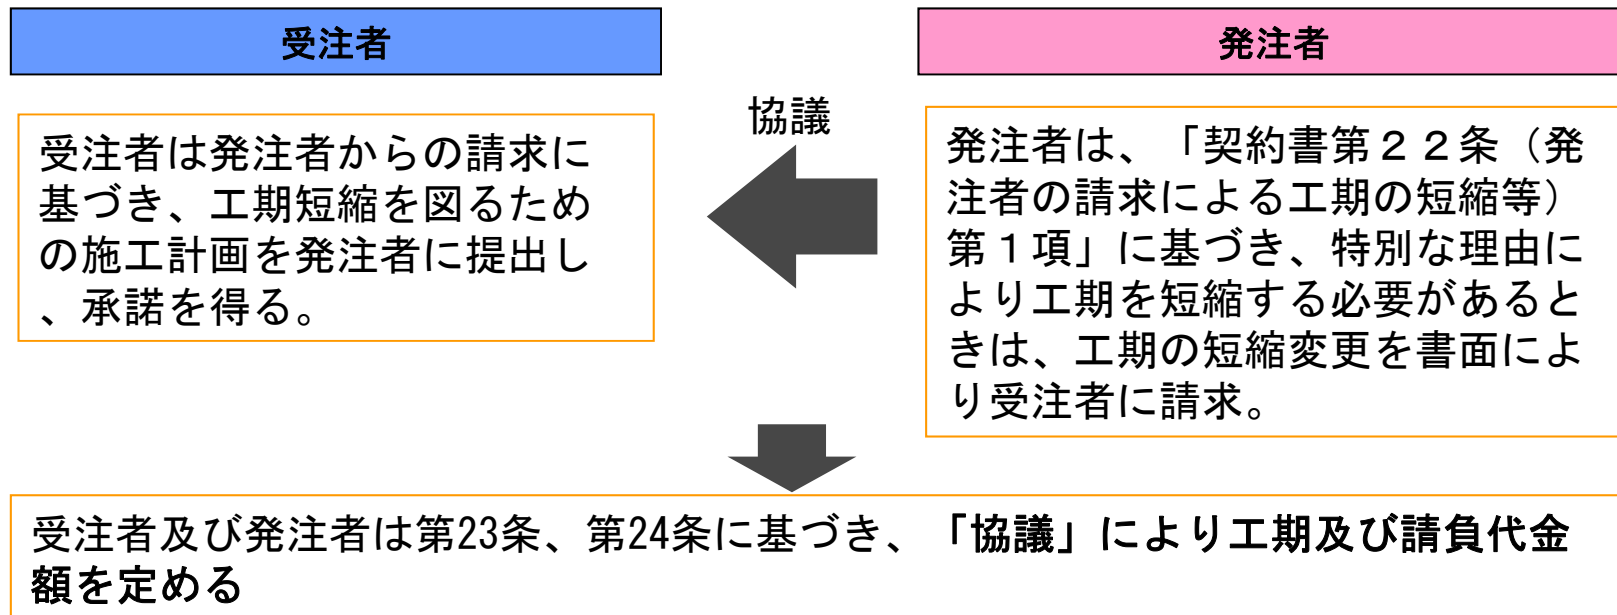 受注者
発注者
受注者は発注者からの請求に
基づき、工期短縮を図るため
の施工計画を発注者に提出し
、承諾を得る。
協議
発注者は、「契約書第２２条（発
注者の請求による工期の短縮等）
第１項」に基づき、特別な理由に
より工期を短縮する必要があると
きは、工期の短縮変更を書面によ
り受注者に請求。
受注者及び発注者は第23条、第24条に基づき、「協議」により工期及び請負代金
額を定める